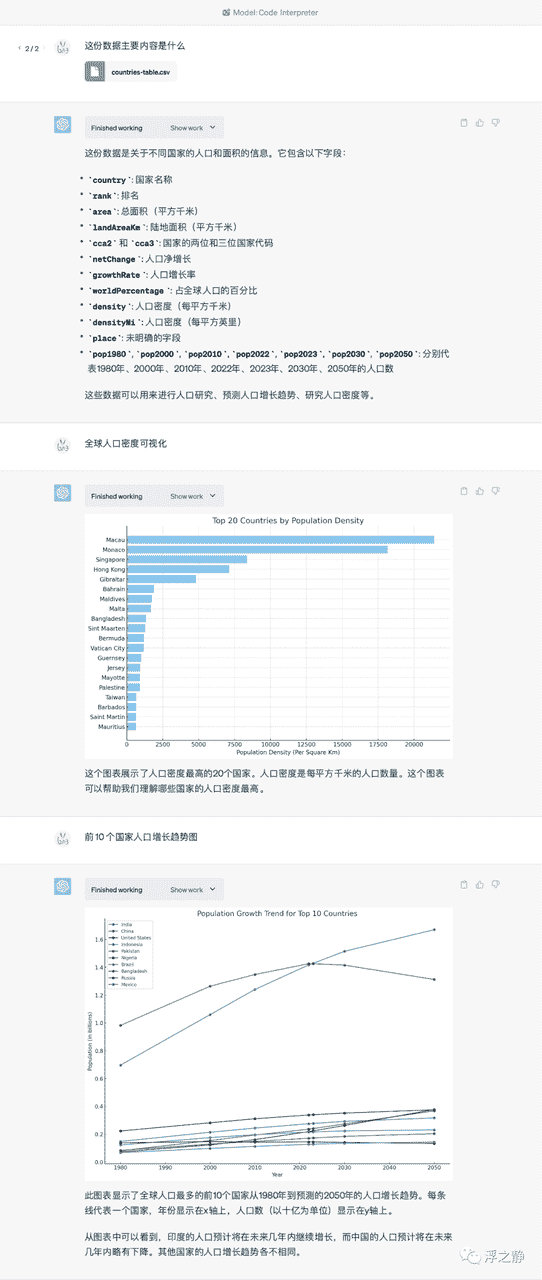 Model: Code Interpreter
2 / 2
这份数据主要内容是什么
countries-table.csv
Finished working Show work
这份数据是关于不同国家的人口和面积的信息。它包含以下字段：
• `country`: 国家名称
• `rank`: 排名
• `area`: 总面积（平方千米）
• `landAreaKm`: 陆地面积（平方千米）
• `cca2` 和 `cca3`: 国家的两位和三位国家代码
• `netChange`: 人口净增长
• `growthRate`: 人口增长率
• `worldPercentage`: 占全球人口的百分比
• `density`: 人口密度（每平方千米）
• `densityMi`: 人口密度（每平方英里）
• `place`: 未明确的字段
• `pop1980`, `pop2000`, `pop2010`, `pop2022`, `pop2023`, `pop2030`, `pop2050`: 分别代
表1980年、2000年、2010年、2022年、2023年、2030年、2050年的人口数
这些数据可以用来进行人口研究、预测人口增长趋势、研究人口密度等。
全球人口密度可视化
Finished working Show work
Top 20 Countries by Population Density
Macau
Monaco
Singapore
Hong Kong
Gibraltar
Bahrain
Maldives
Malta
Bangladesh
Sint Maarten
Bermuda
Vatican City
Guernsey
Jersey
Mayotte
Palestine
Taiwan
Barbados
Saint Martin
Mauritius
0 2500 5000 7500 10000 12500 15000 17500 20000
Population Density (Per Square Km)
这个图表展示了人口密度最高的20个国家。人口密度是每平方千米的人口数量。这个图表
可以帮助我们理解哪些国家的人口密度最高。
前10个国家人口增长趋势图
Finished working Show work
Population Growth Trend for Top 10 Countries
India
China
United States
Indonesia
Pakistan
Nigeria
Brazil
Bangladesh
Russia
Mexico
Population (in billions)
1.6
1.4
1.2
1.0
0.8
0.6
0.4
0.2
0.0
1980 1990 2000 2010 2020 2030 2040 2050
Year
此图表显示了全球人口最多的前10个国家从1980年到预测的2050年的人口增长趋势。每条
线代表一个国家，年份显示在x轴上，人口数（以十亿为单位）显示在y轴上。
从图表中可以看到，印度的人口预计将在未来几年内继续增长，而中国的人口预计将在未来
几年内略有下降。其他国家的人口增长趋势各不相同。
浮之静